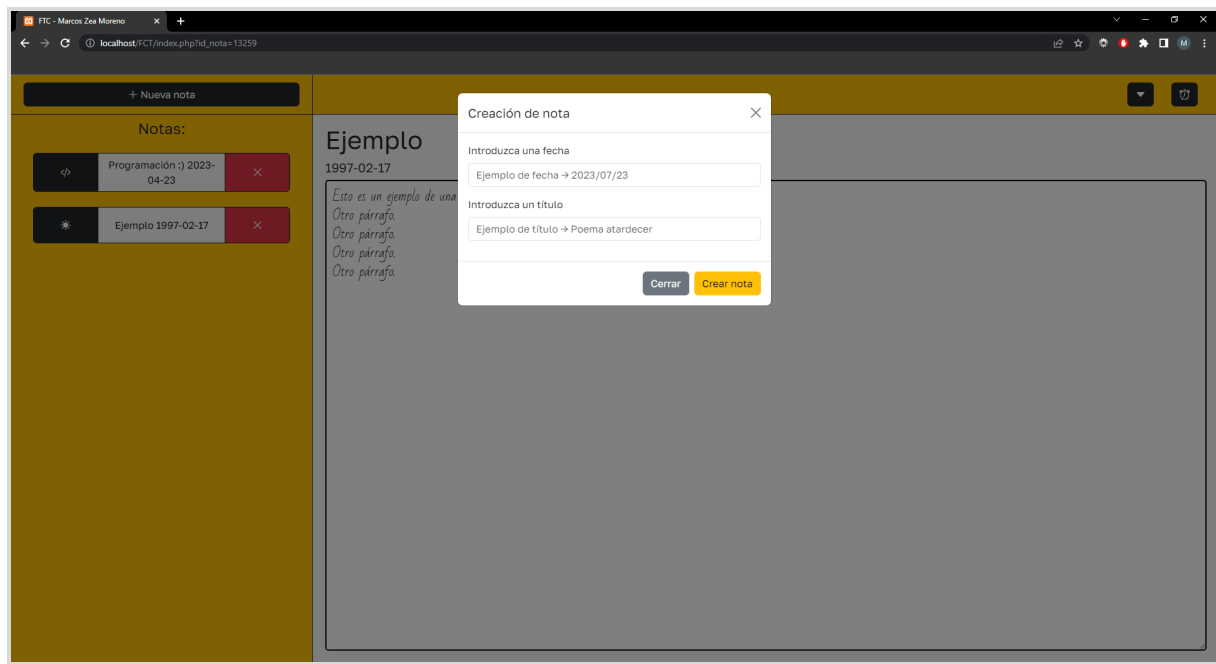 FTC - Marcos Zea Moreno
localhost/FCT/index.php?id_nota=13259
M
+ Nueva nota
Notas:
Programación :) 2023-
04-23
Ejemplo 1997-02-17
Ejemplo
1997-02-17
Esto es un ejemplo de una
Otro párrafo.
Otro párrafo.
Otro párrafo.
Otro párrafo.
Creación de nota
Introduzca una fecha
Ejemplo de fecha → 2023/07/23
Introduzca un título
Ejemplo de título → Poema atardecer
Cerrar
Crear nota